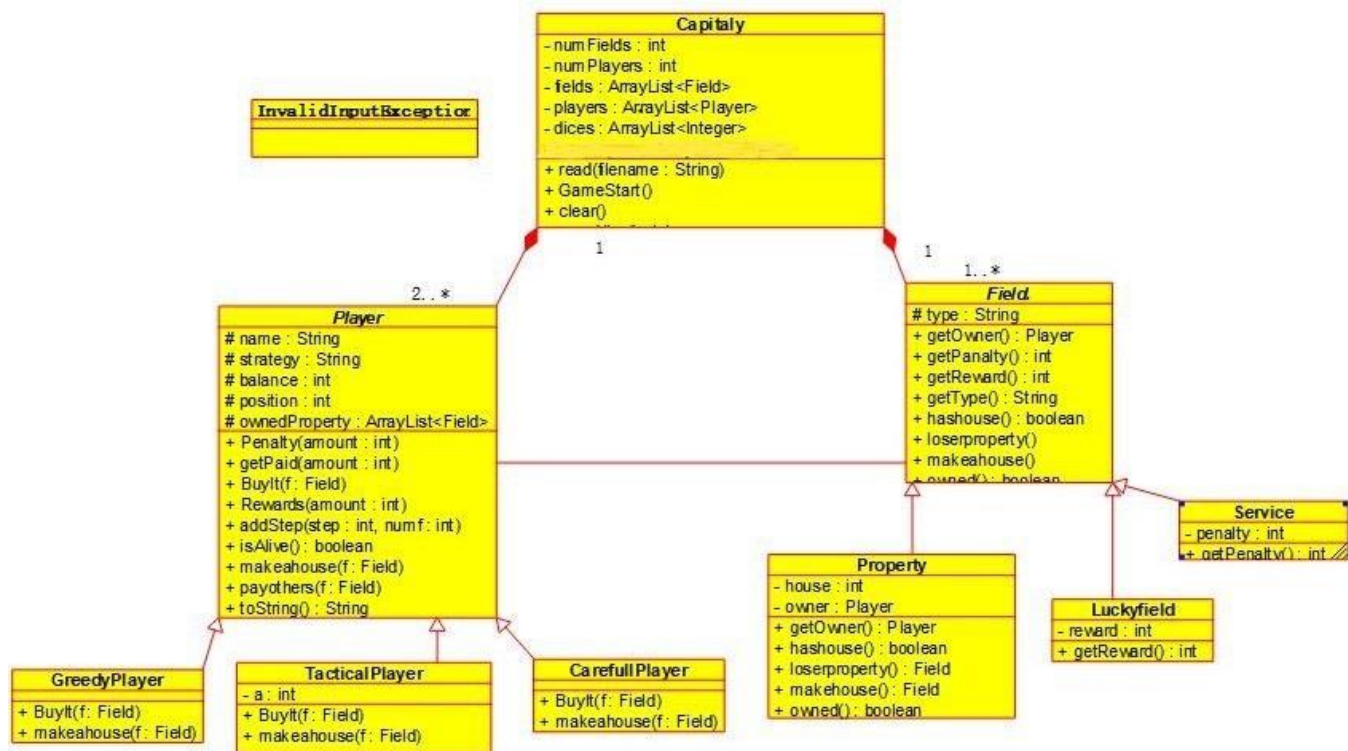 Capitaly
- numFields : int
- numPlayers : int
- fields : ArrayList<Field>
- players : ArrayList<Player>
- dices : ArrayList<Integer>
+ read(filename : String)
+ GameStart()
+ clear()
InvalidInputException
1
1
2..*
1..*
Player
# name : String
# strategy : String
# balance : int
# position : int
# ownedProperty : ArrayList<Field>
+ Penalty(amount : int)
+ getPaid(amount : int)
+ BuyIt(f : Field)
+ Rewards(amount : int)
+ addStep(step : int, numf : int)
+ isAlive() : boolean
+ makeahouse(f : Field)
+ payothers(f : Field)
+ toString() : String
Field.
# type : String
+ getOwner() : Player
+ getPanalty() : int
+ getReward() : int
+ getType() : String
+ hashouse() : boolean
+ loserproperty()
+ makeahouse()
+ owned() : boolean
Service
- penalty : int
+ getPenalty() : int
Property
- house : int
- owner : Player
+ getOwner() : Player
+ hashouse() : boolean
+ loserproperty() : Field
+ makehouse() : Field
+ owned() : boolean
Luckyfield
- reward : int
+ getReward() : int
GreedyPlayer
+ BuyIt(f: Field)
+ makeahouse(f : Field)
TacticalPlayer
- a : int
+ BuyIt(f: Field)
+ makeahouse(f : Field)
CarefullPlayer
+ BuyIt(f : Field)
+ makeahouse(f : Field)